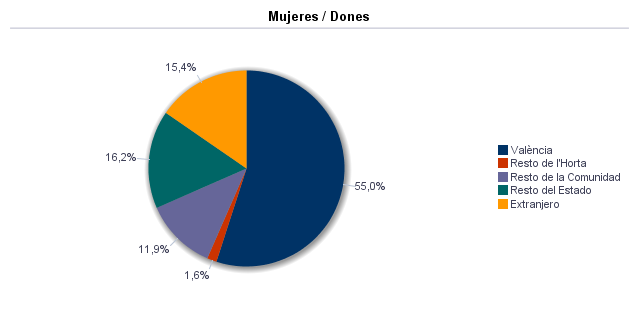 Mujeres / Dones
15,4%
16,2%
55,0%
11,9%
1,6%
València
Resto de l'Horta
Resto de la Comunidad
Resto del Estado
Extranjero